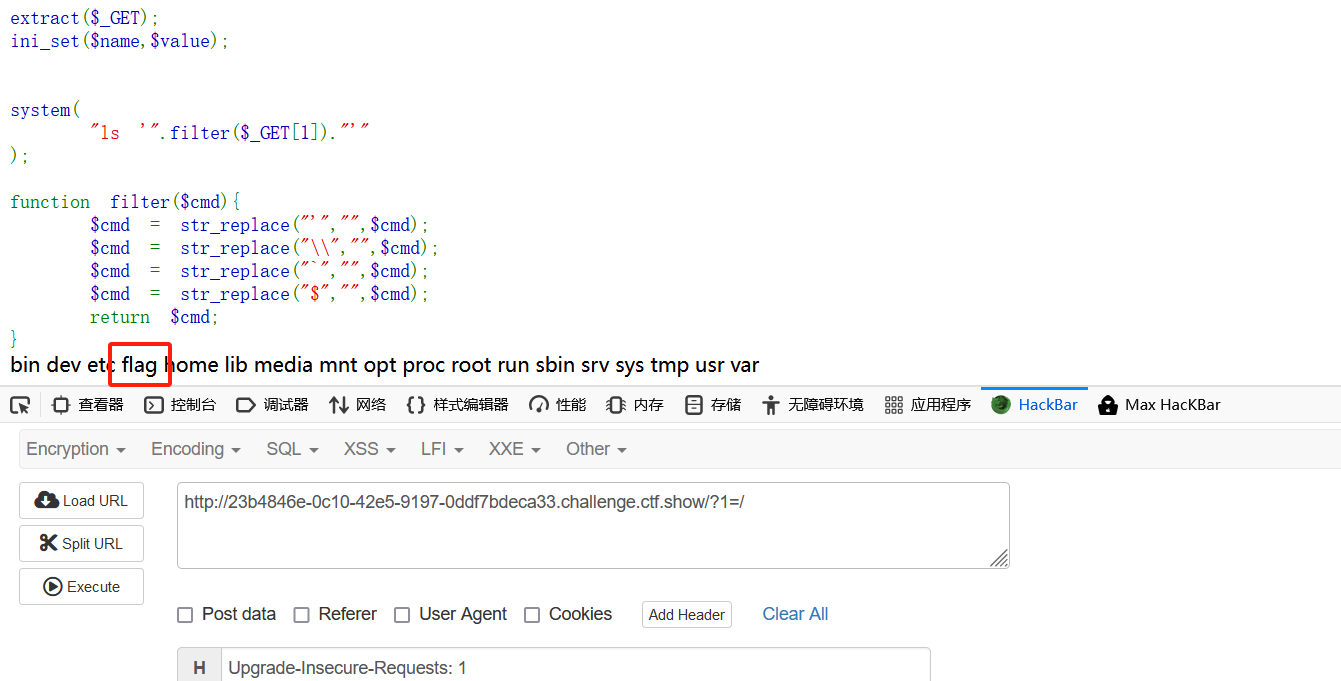 extract($_GET);
ini_set($name,$value);
system(
"ls '".filter($_GET[1])."'"
);
function filter($cmd){
$cmd = str_replace("'","",$cmd);
$cmd = str_replace("\\","",$cmd);
$cmd = str_replace("`","",$cmd);
$cmd = str_replace("$","",$cmd);
return $cmd;
}
bin dev etc flag home lib media mnt opt proc root run sbin srv sys tmp usr var
查看器 控制台 调试器 网络 样式编辑器 性能 内存 存储 无障碍环境 应用程序 HackBar Max HacKBar
Encryption Encoding SQL XSS LFI XXE Other
Load URL http://23b4846e-0c10-42e5-9197-0ddf7bdeca33.challenge.ctf.show/?1=/
Split URL
Execute
Post data Referer User Agent Cookies Add Header Clear All
H Upgrade-Insecure-Requests: 1